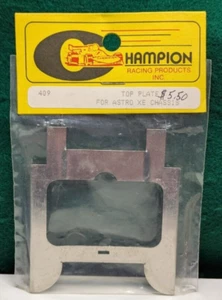 CHAMPION
RACING PRODUCTS
INC.
409 TOP PLATE $5.50
FOR ASTRO XE CHASSIS